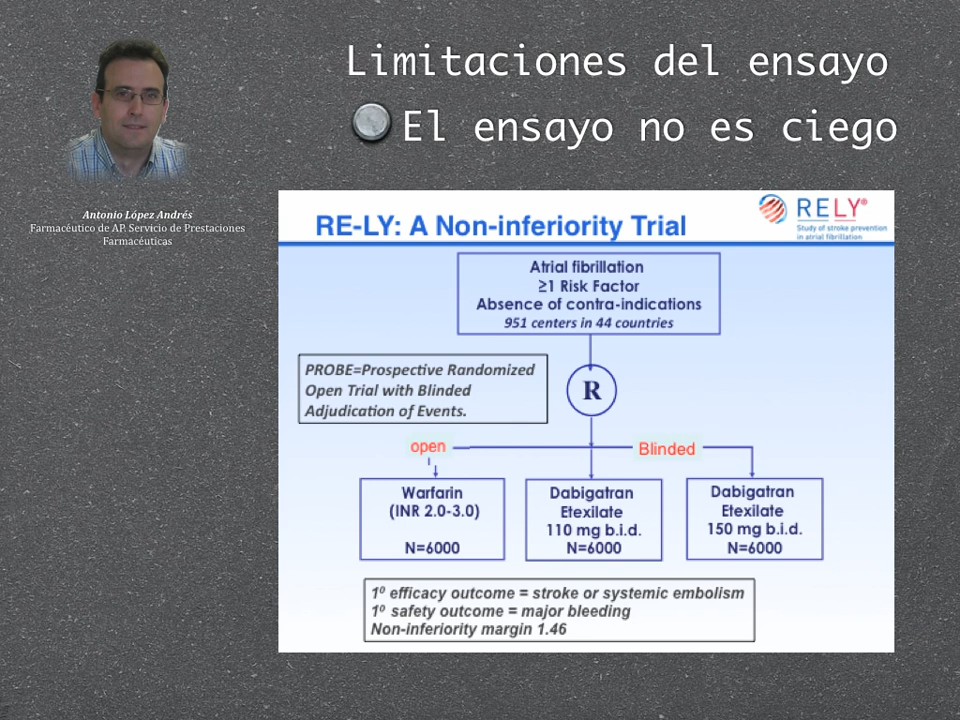 Limitaciones del ensayo
El ensayo no es ciego
Antonio López Andrés
Farmacéutico de AP. Servicio de Prestaciones
Farmacéuticas
RE-LY: A Non-inferiority Trial
RELY®
Study of stroke prevention
in atrial fibrillation
Atrial fibrillation
≥1 Risk Factor
Absence of contra-indications
951 centers in 44 countries
PROBE=Prospective Randomized
Open Trial with Blinded
Adjudication of Events.
R
open
Blinded
Warfarin
(INR 2.0-3.0)
N=6000
Dabigatran
Etexilate
110 mg b.i.d.
N=6000
Dabigatran
Etexilate
150 mg b.i.d.
N=6000
1⁰ efficacy outcome = stroke or systemic embolism
1⁰ safety outcome = major bleeding
Non-inferiority margin 1.46